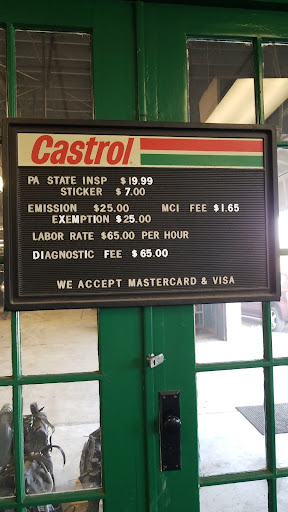 Castrol
PA STATE INSP $19.99
STICKER $7.00
EMISSION $25.00 MCI FEE $1.65
EXEMPTION $25.00
LABOR RATE $65.00 PER HOUR
DIAGNOSTIC FEE $65.00
WE ACCEPT MASTERCARD & VISA